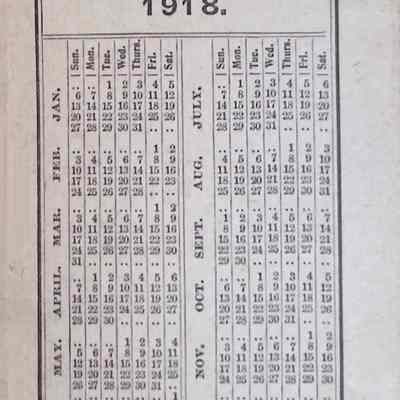 1918.
Sun. Mon. Tue. Wed. Thurs. Fri. Sat.
JAN.
.. .. 1 2 3 4 5
6 7 8 9 10 11 12
13 14 15 16 17 18 19
20 21 22 23 24 25 26
27 28 29 30 31 .. ..
FEB.
.. .. .. .. .. 1 2
3 4 5 6 7 8 9
10 11 12 13 14 15 16
17 18 19 20 21 22 23
24 25 26 27 28 .. ..
MAR.
.. .. .. .. .. 1 2
3 4 5 6 7 8 9
10 11 12 13 14 15 16
17 18 19 20 21 22 23
24 25 26 27 28 29 30
31 .. .. .. .. .. ..
APRIL.
.. 1 2 3 4 5 6
7 8 9 10 11 12 13
14 15 16 17 18 19 20
21 22 23 24 25 26 27
28 29 30 .. .. .. ..
MAY.
.. .. .. 1 2 3 4
5 6 7 8 9 10 11
12 13 14 15 16 17 18
19 20 21 22 23 24 25
Sun. Mon. Tue. Wed. Thurs. Fri. Sat.
JULY.
.. 1 2 3 4 5 6
7 8 9 10 11 12 13
14 15 16 17 18 19 20
21 22 23 24 25 26 27
28 29 30 31 .. .. ..
AUG.
.. .. .. .. 1 2 3
4 5 6 7 8 9 10
11 12 13 14 15 16 17
18 19 20 21 22 23 24
25 26 27 28 29 30 31
SEPT.
1 2 3 4 5 6 7
8 9 10 11 12 13 14
15 16 17 18 19 20 21
22 23 24 25 26 27 28
29 30 .. .. .. .. ..
OCT.
.. .. 1 2 3 4 5
6 7 8 9 10 11 12
13 14 15 16 17 18 19
20 21 22 23 24 25 26
27 28 29 30 31 .. ..
NOV.
.. .. .. .. .. 1 2
3 4 5 6 7 8 9
10 11 12 13 14 15 16
17 18 19 20 21 22 23
24 25 26 27 28 29 30